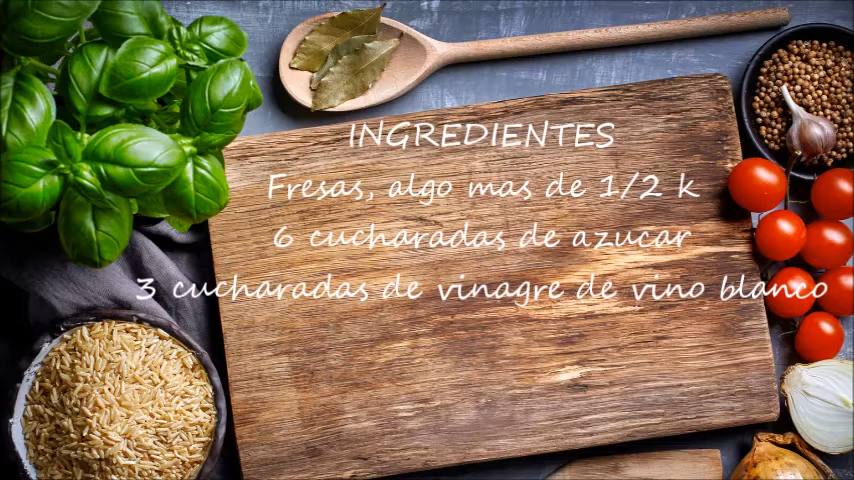 INGREDIENTES
Fresas, algo mas de 1/2 k
6 cucharadas de azucar
3 cucharadas de vinagre de vino blanco